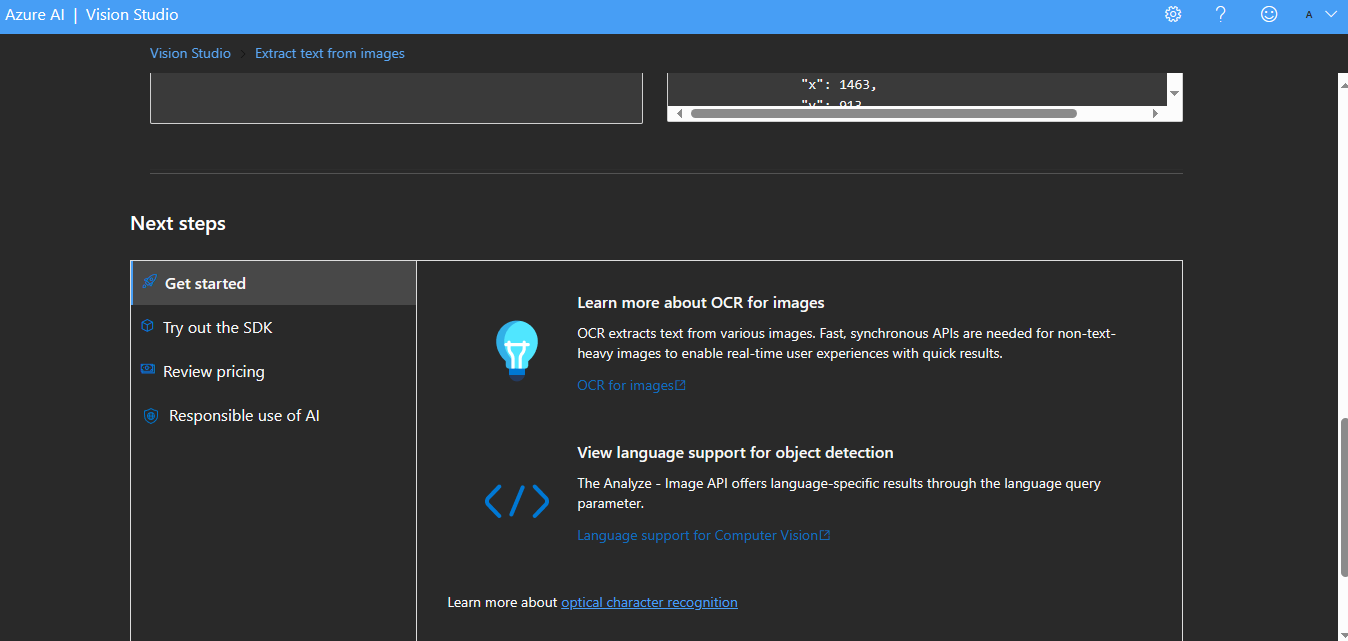 Azure AI | Vision Studio
A
Vision Studio > Extract text from images
"x": 1463,
"y": 913
Next steps
Get started
Try out the SDK
Review pricing
Responsible use of AI
Learn more about OCR for images
OCR extracts text from various images. Fast, synchronous APIs are needed for non-text-
heavy images to enable real-time user experiences with quick results.
OCR for images
View language support for object detection
The Analyze - Image API offers language-specific results through the language query
parameter.
Language support for Computer Vision
Learn more about optical character recognition